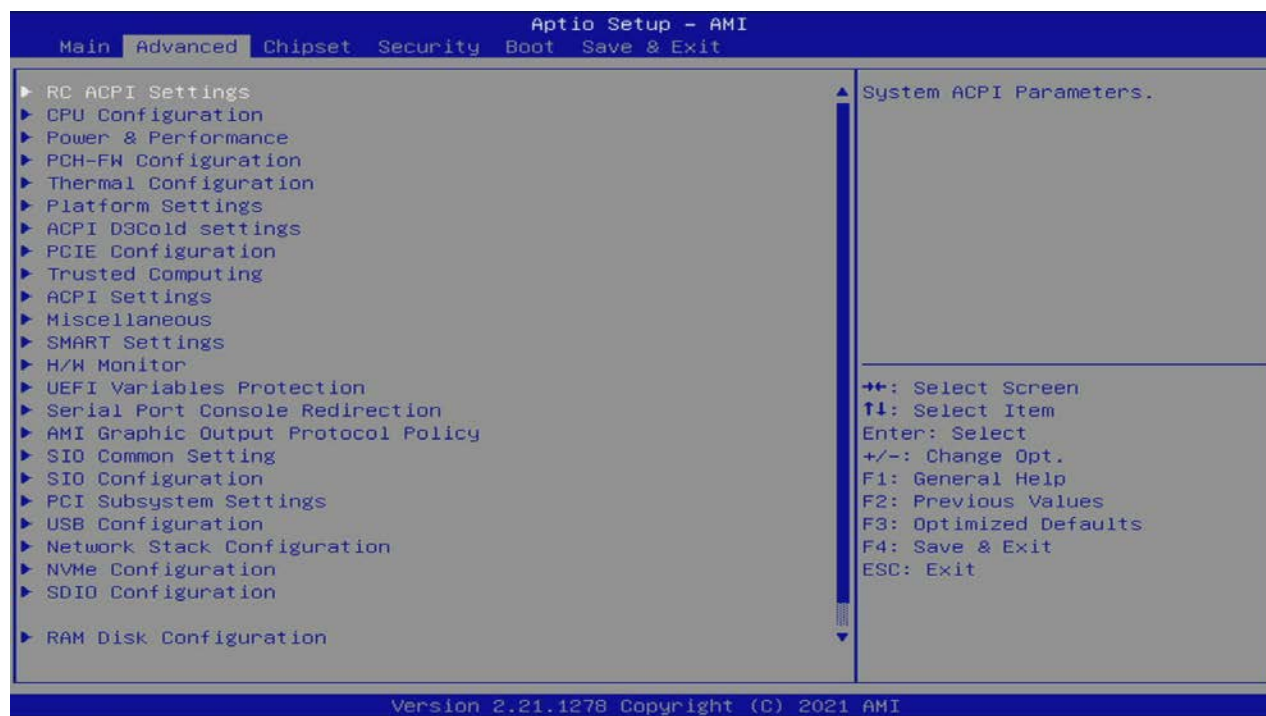 Aptio Setup – AMI
Main Advanced Chipset Security Boot Save & Exit
RC ACPI Settings
CPU Configuration
Power & Performance
PCH-FW Configuration
Thermal Configuration
Platform Settings
ACPI D3Cold settings
PCIE Configuration
Trusted Computing
ACPI Settings
Miscellaneous
SMART Settings
H/W Monitor
UEFI Variables Protection
Serial Port Console Redirection
AMI Graphic Output Protocol Policy
SIO Common Setting
SIO Configuration
PCI Subsystem Settings
USB Configuration
Network Stack Configuration
NVMe Configuration
SDIO Configuration
RAM Disk Configuration
System ACPI Parameters.
→←: Select Screen
↑↓: Select Item
Enter: Select
+/-: Change Opt.
F1: General Help
F2: Previous Values
F3: Optimized Defaults
F4: Save & Exit
ESC: Exit
Version 2.21.1278 Copyright (C) 2021 AMI